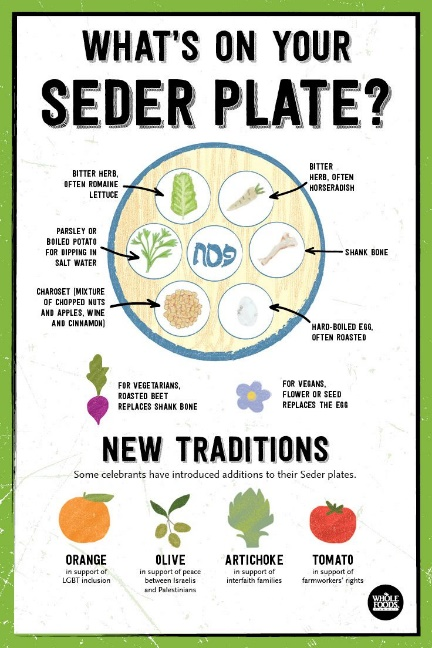 WHAT'S ON YOUR
SEDER PLATE?
BITTER HERB,
OFTEN ROMAINE
LETTUCE
BITTER
HERB, OFTEN
HORSERADISH
PARSLEY OR
BOILED POTATO
FOR DIPPING IN
SALT WATER
פסח
SHANK BONE
CHAROSET (MIXTURE
OF CHOPPED NUTS
AND APPLES, WINE
AND CINNAMON)
HARD-BOILED EGG,
OFTEN ROASTED
FOR VEGETARIANS,
ROASTED BEET
REPLACES SHANK BONE
FOR VEGANS,
FLOWER OR SEED
REPLACES THE EGG
NEW TRADITIONS
Some celebrants have introduced additions to their Seder plates.
ORANGE
in support of
LGBT inclusion
OLIVE
in support of peace
between Israelis
and Palestinians
ARTICHOKE
in support of
interfaith families
TOMATO
in support of
farmworkers' rights
WHOLE
FOODS